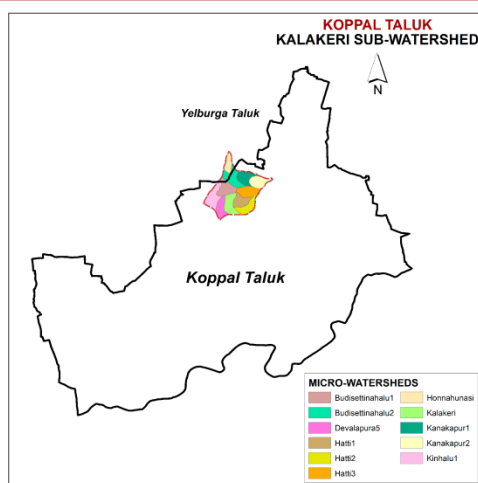 KOPPAL TALUK
KALAKERI SUB-WATERSHED
N
Yelburga Taluk
Koppal Taluk
MICRO-WATERSHEDS
Budisettinahalu1
Budisettinahalu2
Devalapura5
Hatti1
Hatti2
Hatti3
Honnahunasi
Kalakeri
Kanakapur1
Kanakapur2
Kinhalu1